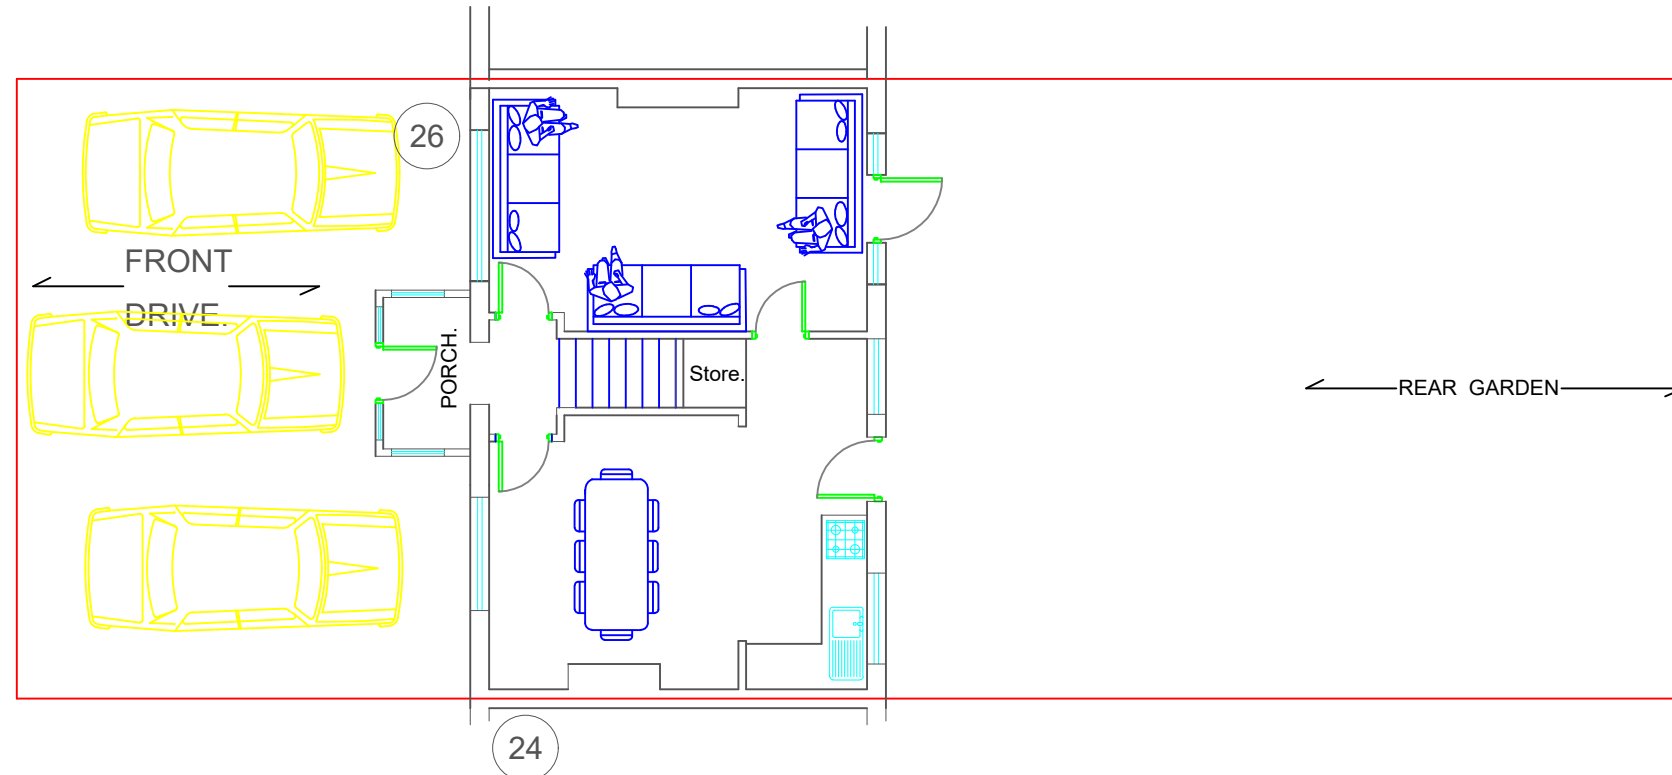 26
FRONT
DRIVE.
PORCH.
Store.
REAR GARDEN
24